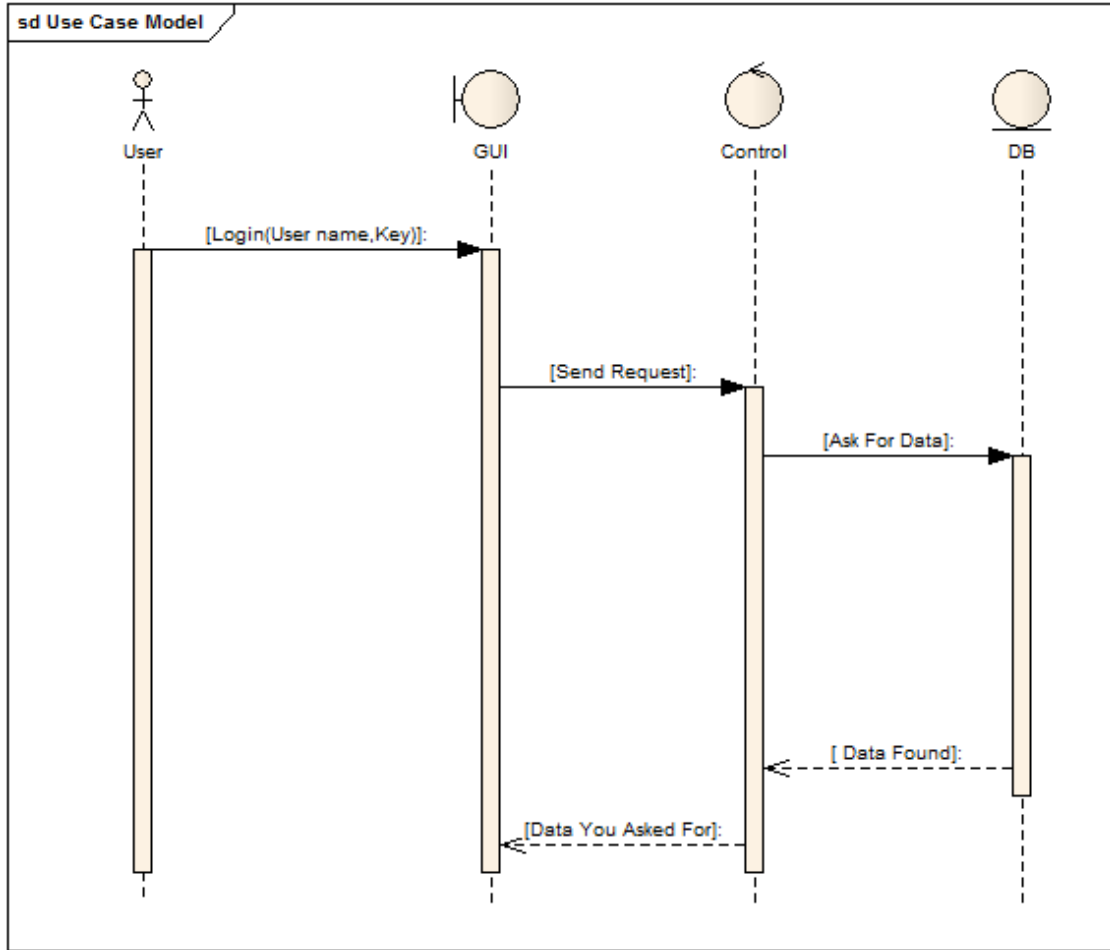 sd Use Case Model
User
GUI
Control
DB
[Login(User name,Key)]:
[Send Request]:
[Ask For Data]:
[ Data Found]:
[Data You Asked For]: